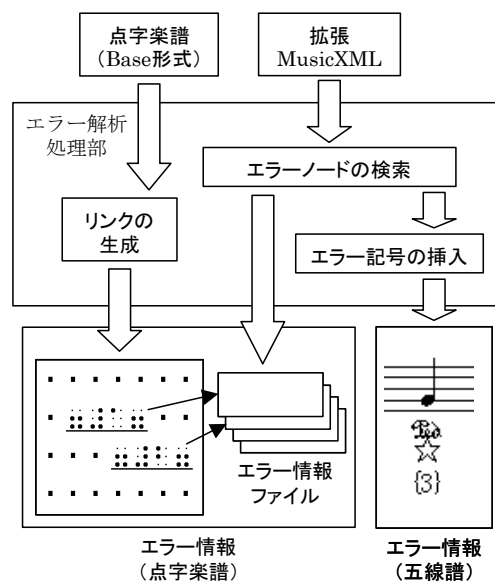 点字楽譜
（Base形式）
拡張
MusicXML
エラー解析
処理部
エラーノードの検索
リンクの
生成
エラー記号の挿入
Ped
{3}
エラー情報
ファイル
エラー情報
（点字楽譜）
エラー情報
（五線譜）